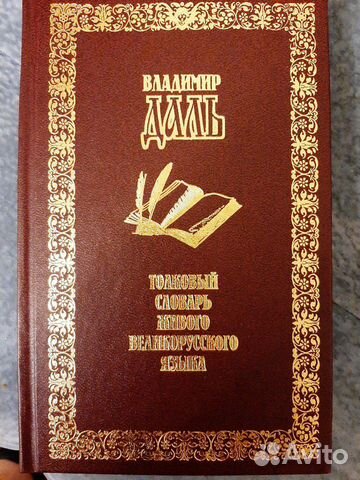 ВЛАДИМИР
ДАЛЬ
ТОЛКОВЫЙ
СЛОВАРЬ
ЖИВОГО
ВЕЛИКОРУССКОГО
ЯЗЫКА
Avito